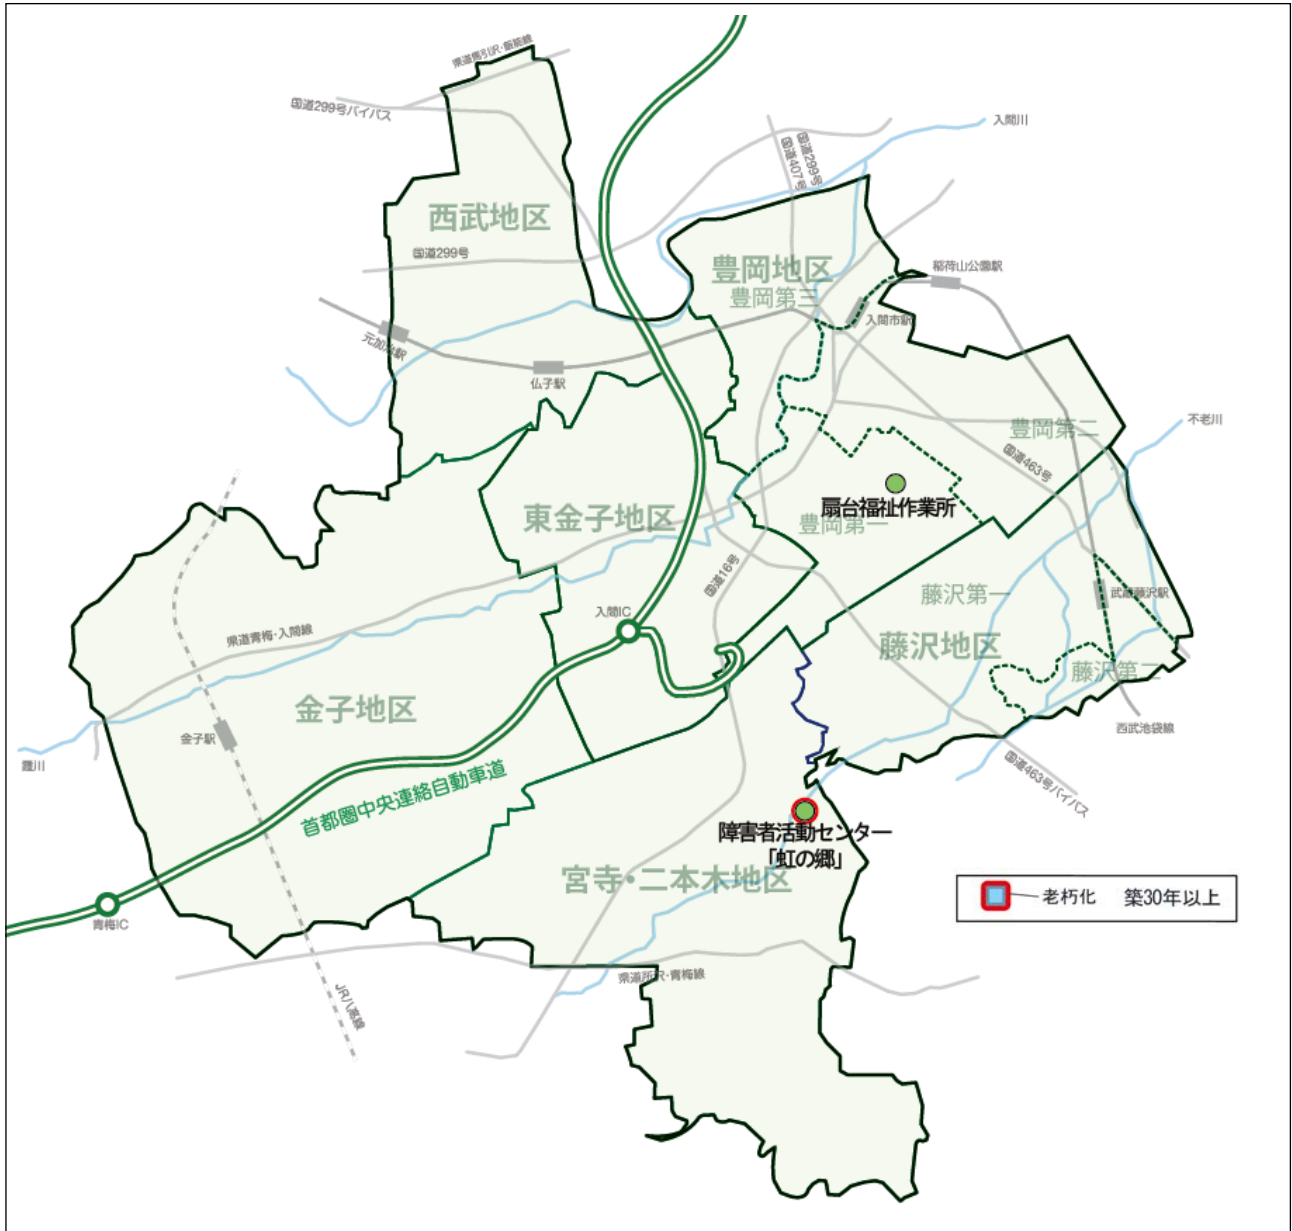 県道馬引沢・飯能線
国道299号バイパス
入間川
国道299号
国道407号
西武地区
国道299号
豊岡地区
豊岡第三
稲荷山公園駅
入間市駅
元加治駅
仏子駅
豊岡第二
不老川
国道463号
扇台福祉作業所
豊岡第一
東金子地区
国道16号
藤沢第一
武蔵藤沢駅
入間IC
県道青梅・入間線
藤沢地区
藤沢第二
金子地区
西武池袋線
金子駅
霞川
国道463号バイパス
首都圏中央連絡自動車道
障害者活動センター
「虹の郷」
宮寺・二本木地区
老朽化 築30年以上
青梅IC
県道所沢・青梅線
JR八高線